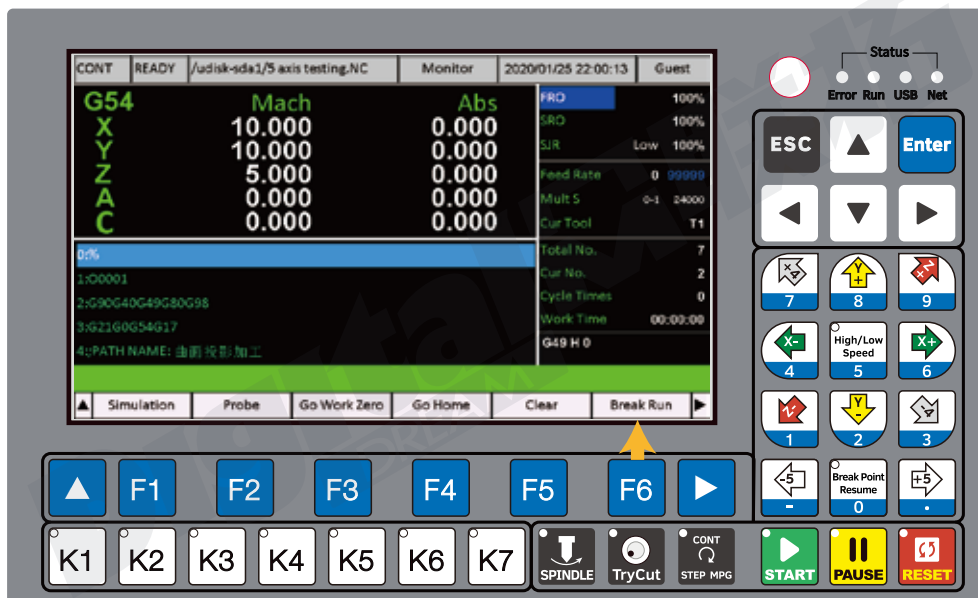 CONT READY /udisk-sda1/5 axis testing.NC Monitor 2020/01/25 22:00:13 Guest
G54 Mach Abs
X 10.000 0.000
Y 10.000 0.000
Z 5.000 0.000
A 0.000 0.000
C 0.000 0.000
FRO 100%
SRO 100%
SJR Low 100%
Feed Rate 0 99999
Mult S 0-1 24000
Cur Tool T1
Total No. 7
Cur No. 2
Cycle Times 0
Work Time 00:00:00
G49 H 0
0:%
1:O0001
2:G90G40G49G80G98
3:G21G0G54G17
4:;PATH NAME: 曲面投影加工
Simulation Probe Go Work Zero Go Home Clear Break Run
F1 F2 F3 F4 F5 F6
K1 K2 K3 K4 K5 K6 K7
SPINDLE TryCut CONT
STEP MPG
Status
Error Run USB Net
ESC Enter
7
Y+ 8
Z+ 9
X- 4
High/Low Speed 5
X+ 6
Z- 1
Y- 2
3
-5 -
Break Point Resume 0
+5 .
START PAUSE RESET
DREAM